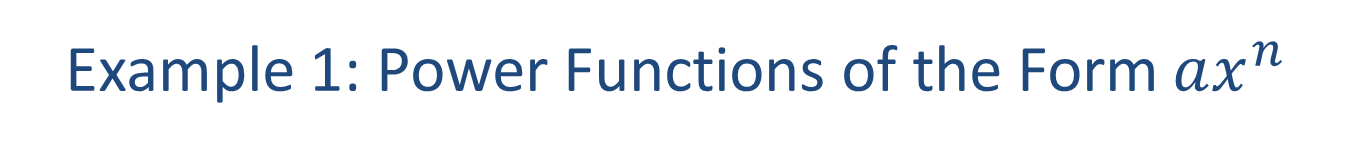 Example 1: Power Functions of the Form $ax^n$